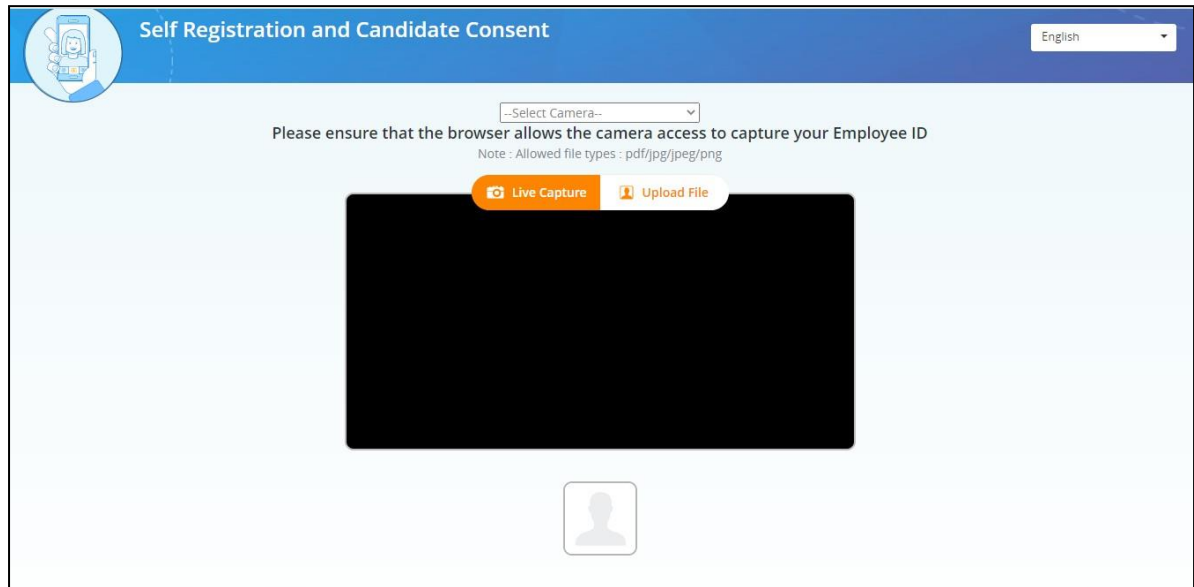 Self Registration and Candidate Consent
English
--Select Camera--
Please ensure that the browser allows the camera access to capture your Employee ID
Note : Allowed file types : pdf/jpg/jpeg/png
Live Capture
Upload File